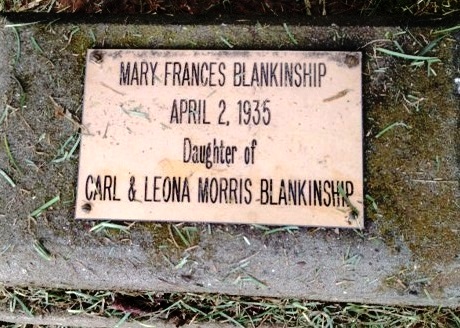 MARY FRANCES BLANKINSHIP
APRIL 2, 1935
Daughter of
CARL & LEONA MORRIS BLANKINSHIP